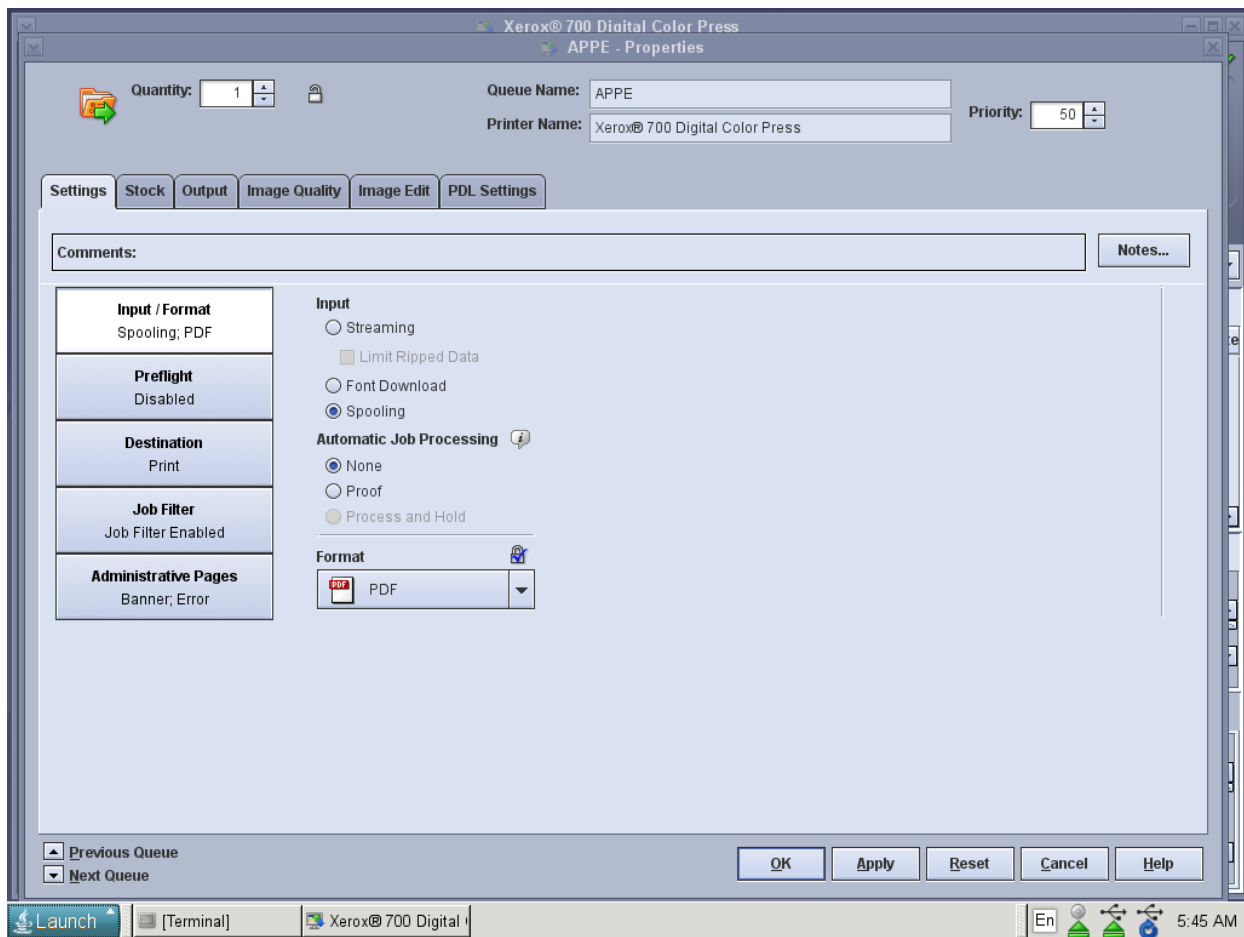 Xerox® 700 Digital Color Press
APPE - Properties
Quantity: 1
Queue Name: APPE
Printer Name: Xerox® 700 Digital Color Press
Priority: 50
Settings Stock Output Image Quality Image Edit PDL Settings
Comments:
Notes...
Input / Format
Spooling; PDF
Preflight
Disabled
Destination
Print
Job Filter
Job Filter Enabled
Administrative Pages
Banner; Error
Input
Streaming
Limit Ripped Data
Font Download
Spooling
Automatic Job Processing
None
Proof
Process and Hold
Format
PDF PDF
Previous Queue
Next Queue
OK Apply Reset Cancel Help
Launch [Terminal] Xerox® 700 Digital En 5:45 AM